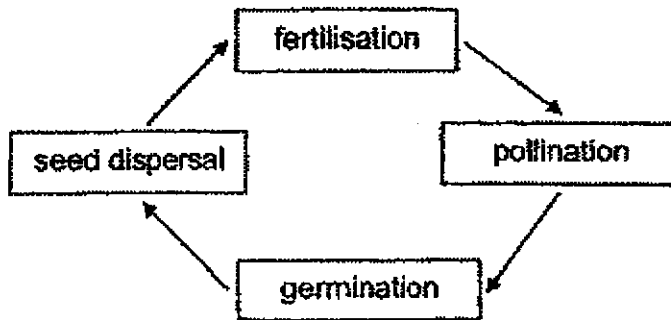 fertilisation
pollination
germination
seed dispersal